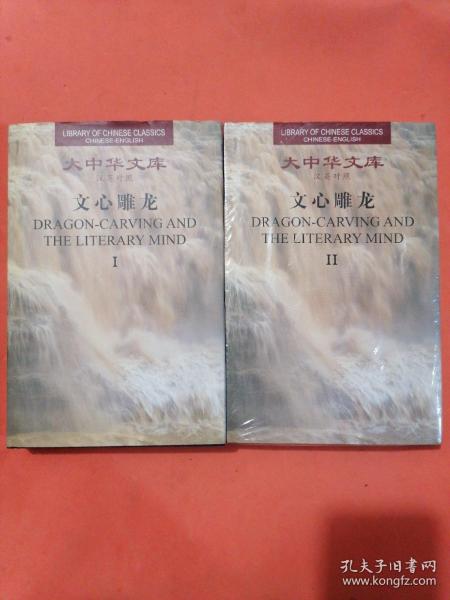 LIBRARY OF CHINESE CLASSICS
CHINESE-ENGLISH
大中华文库
汉英对照
文心雕龙
DRAGON-CARVING AND
THE LITERARY MIND
I
LIBRARY OF CHINESE CLASSICS
CHINESE-ENGLISH
大中华文库
汉英对照
文心雕龙
DRAGON-CARVING AND
THE LITERARY MIND
II
孔夫子旧书网
www.kongfz.com